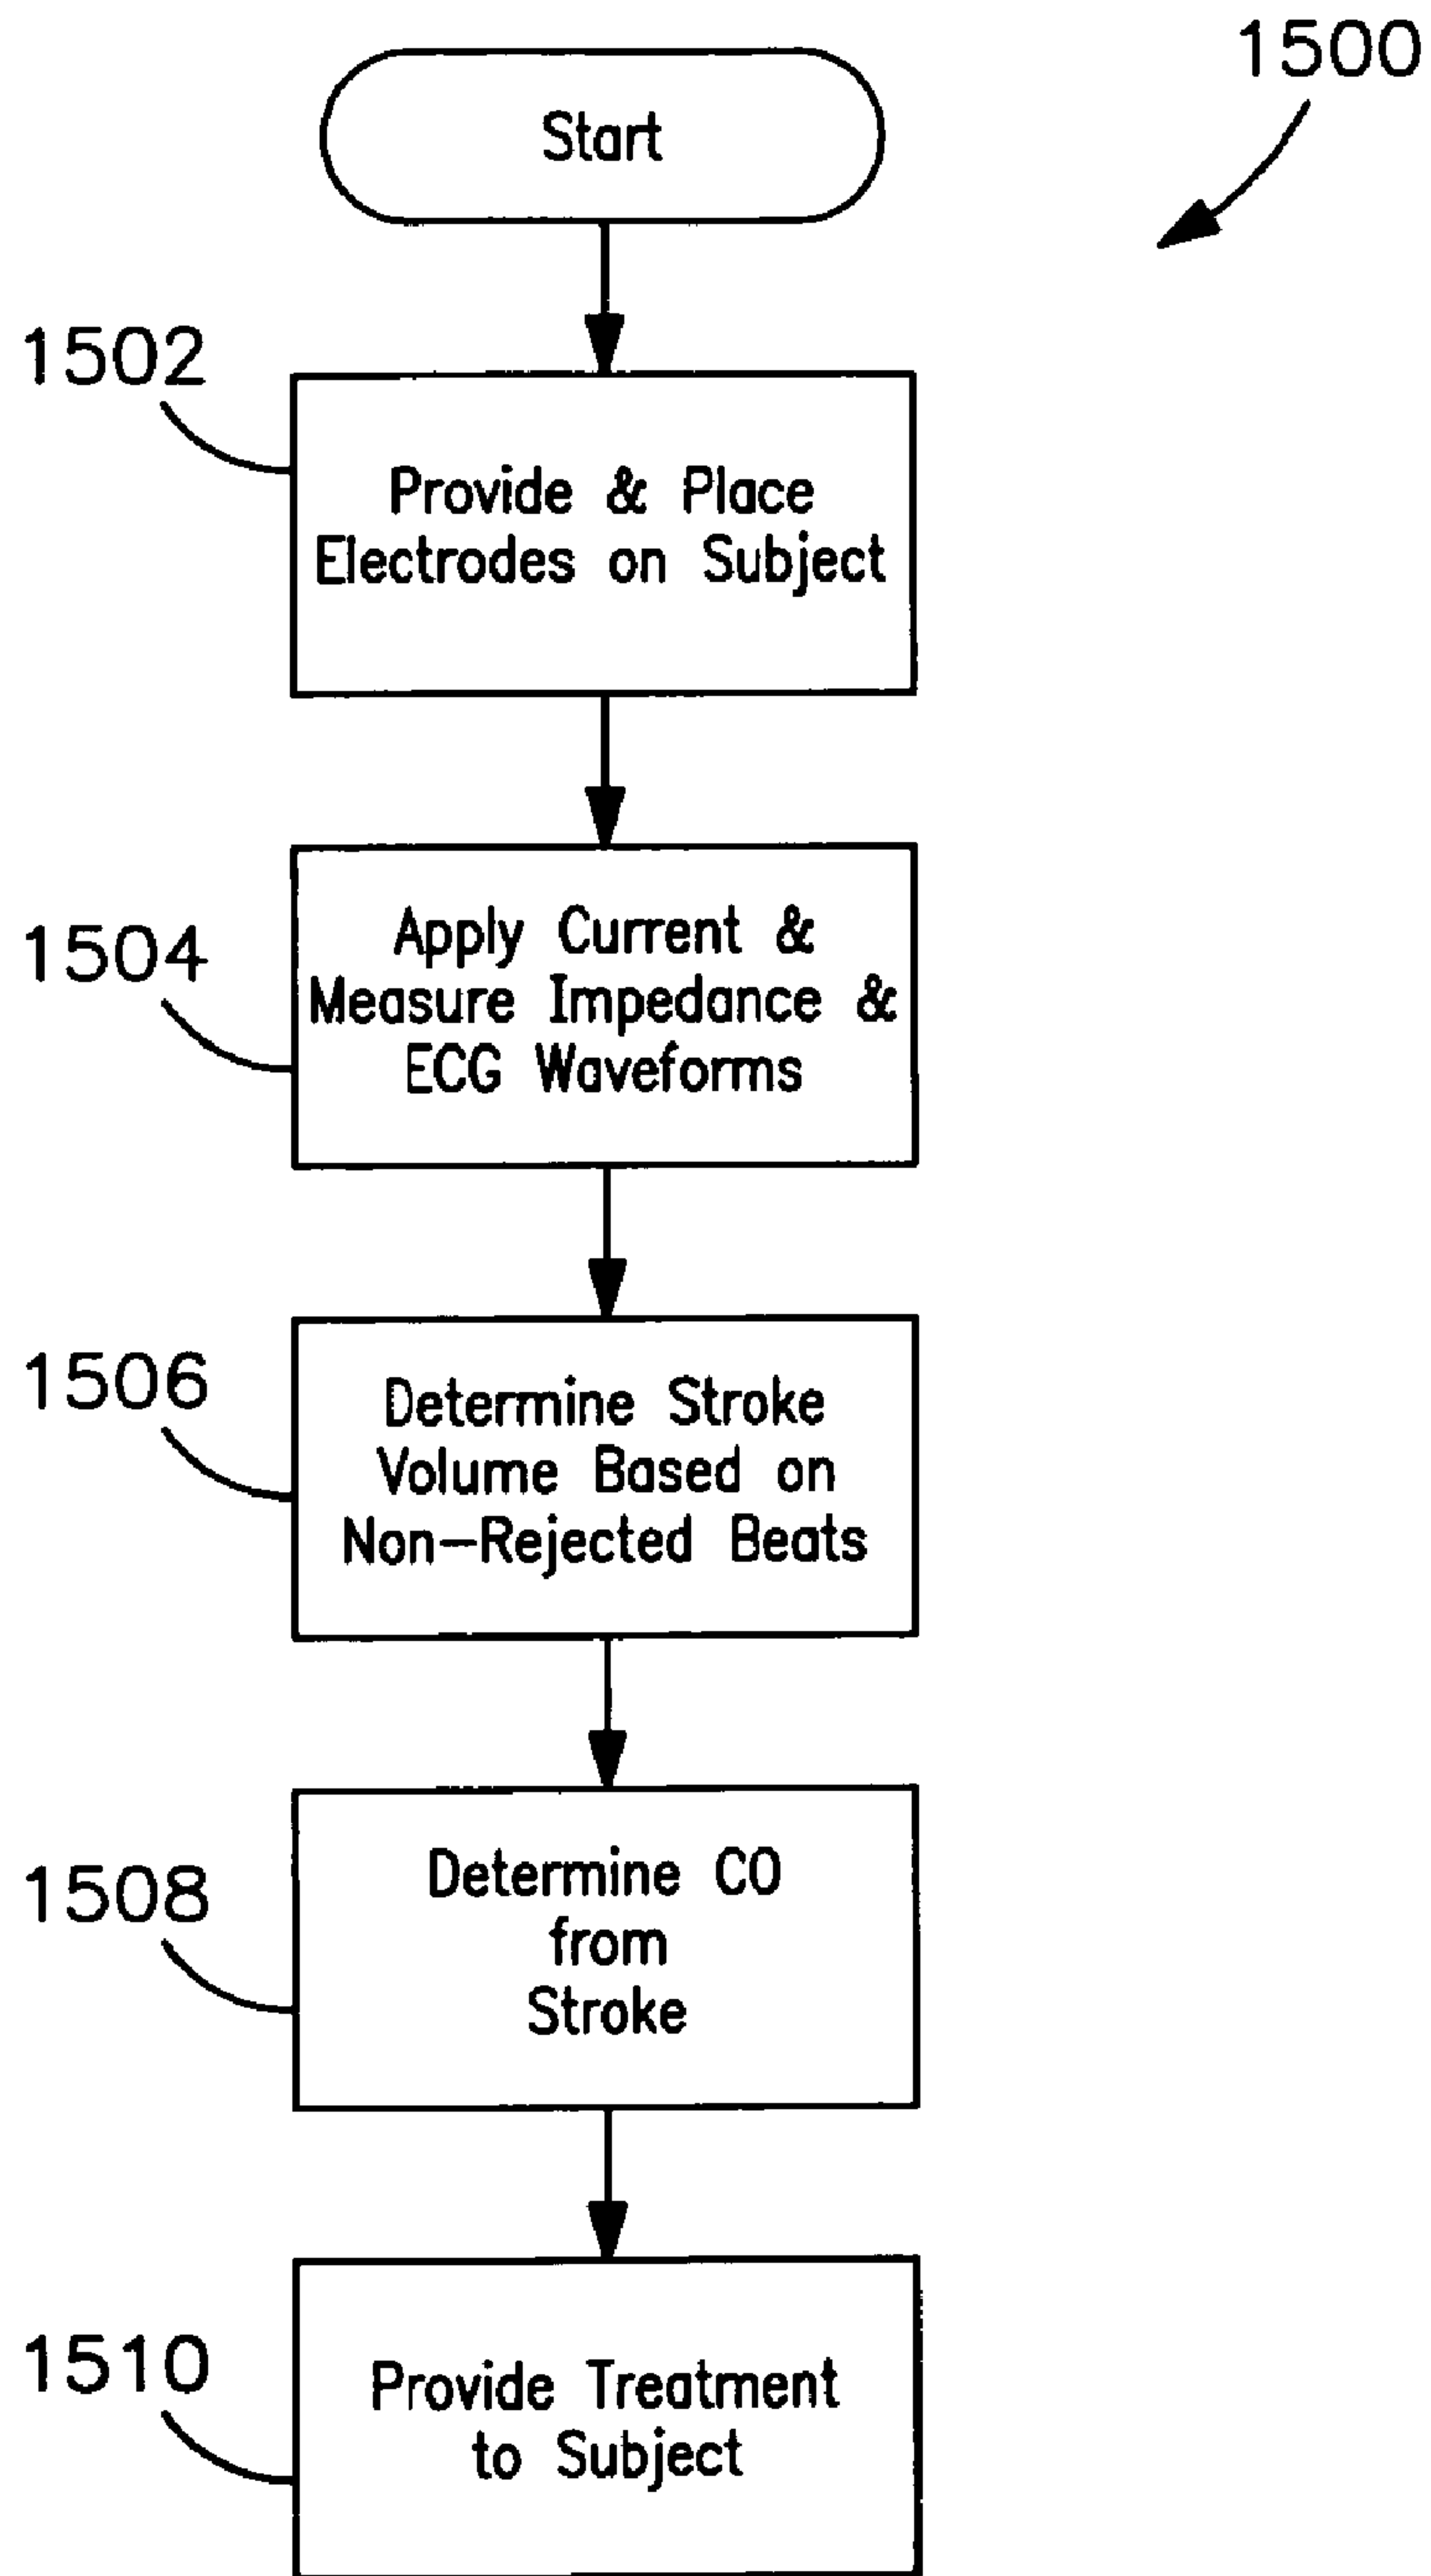 1500
Start
1502
Provide & Place
Electrodes on Subject
1504
Apply Current &
Measure Impedance &
ECG Waveforms
1506
Determine Stroke
Volume Based on
Non-Rejected Beats
1508
Determine CO
from
Stroke
1510
Provide Treatment
to Subject